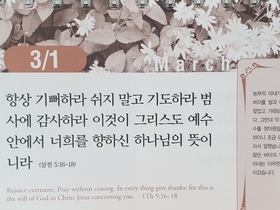 3/1
March
항상 기뻐하라 쉬지 말고 기도하라 범
사에 감사하라 이것이 그리스도 예수
안에서 너희를 향하신 하나님의 뜻이
니라 (살전 5:16-18)
Rejoice evermore. Pray without ceasing. In every thing give thanks: for this is
the will of God in Christ Jesus concerning you. - 1Th 5:16-18